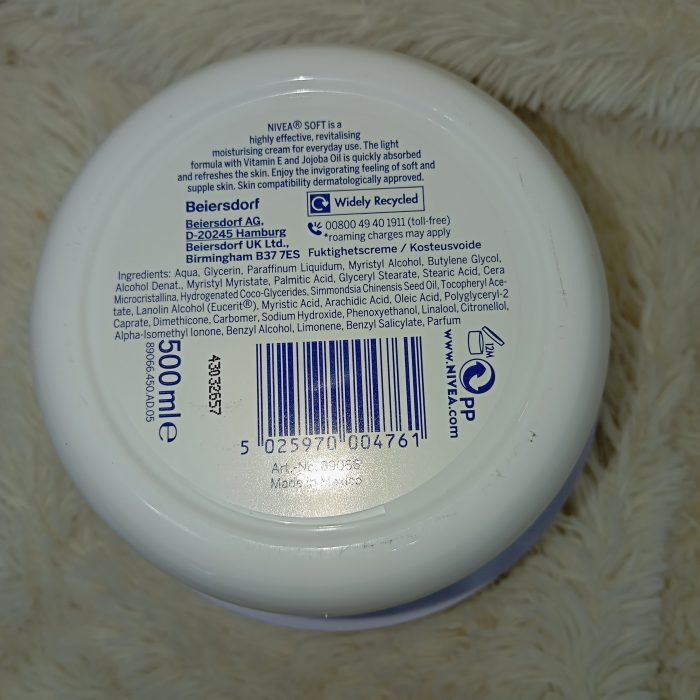 NIVEA® SOFT is a
highly effective, revitalising
moisturising cream for everyday use. The light
formula with Vitamin E and Jojoba Oil is quickly absorbed
and refreshes the skin. Enjoy the invigorating feeling of soft and
supple skin. Skin compatibility dermatologically approved.
Beiersdorf
Beiersdorf AG,
D-20245 Hamburg
Beiersdorf UK Ltd.,
Birmingham B37 7ES
Widely Recycled
00800 49 40 1911 (toll-free)
*roaming charges may apply
Fuktighetscreme / Kosteusvoide
Ingredients: Aqua, Glycerin, Paraffinum Liquidum, Myristyl Alcohol, Butylene Glycol,
Alcohol Denat., Myristyl Myristate, Palmitic Acid, Glyceryl Stearate, Stearic Acid, Cera
Microcristallina, Hydrogenated Coco-Glycerides, Simmondsia Chinensis Seed Oil, Tocopheryl Ace-
tate, Lanolin Alcohol (Eucerit®), Myristic Acid, Arachidic Acid, Oleic Acid, Polyglyceryl-2
Caprate, Dimethicone, Carbomer, Sodium Hydroxide, Phenoxyethanol, Linalool, Citronellol,
Alpha-Isomethyl Ionone, Benzyl Alcohol, Limonene, Benzyl Salicylate, Parfum
500 ml e
89066.450.AD.05
43032657
12M
PP
www.NIVEA.com
5 025970 004761
Art.-No. 89066
Made in Mexico